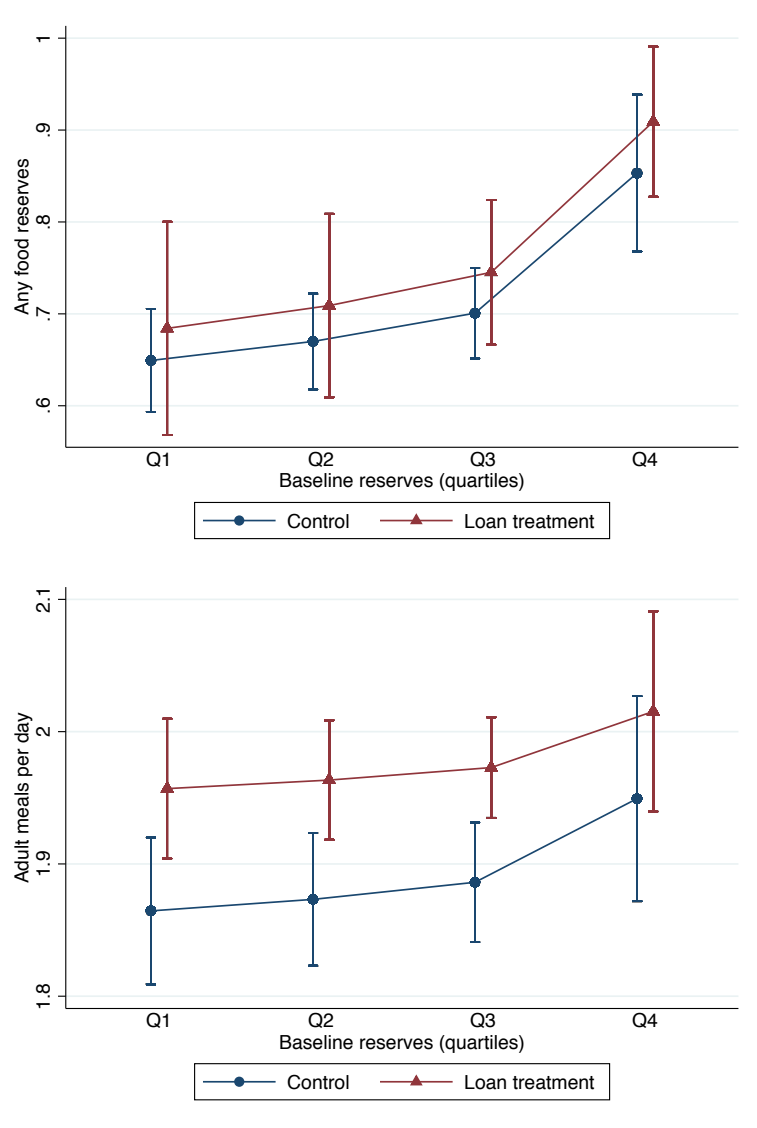 1
.9
.8
.7
.6
Any food reserves
Q1 Q2 Q3 Q4
Baseline reserves (quartiles)
Control Loan treatment
2.1
2
1.9
1.8
Adult meals per day
Q1 Q2 Q3 Q4
Baseline reserves (quartiles)
Control Loan treatment